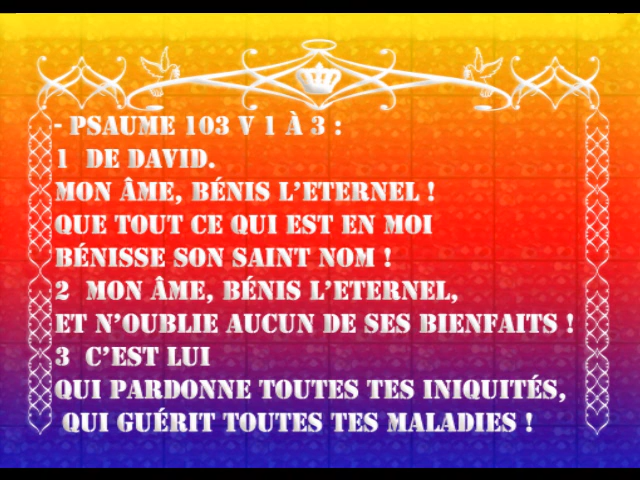 - PSAUME 103 V 1 À 3 :
1 DE DAVID.
MON ÂME, BÉNIS L'ETERNEL !
QUE TOUT CE QUI EST EN MOI
BÉNISSE SON SAINT NOM !
2 MON ÂME, BÉNIS L'ETERNEL,
ET N'OUBLIE AUCUN DE SES BIENFAITS !
3 C'EST LUI
QUI PARDONNE TOUTES TES INIQUITÉS,
QUI GUÉRIT TOUTES TES MALADIES !